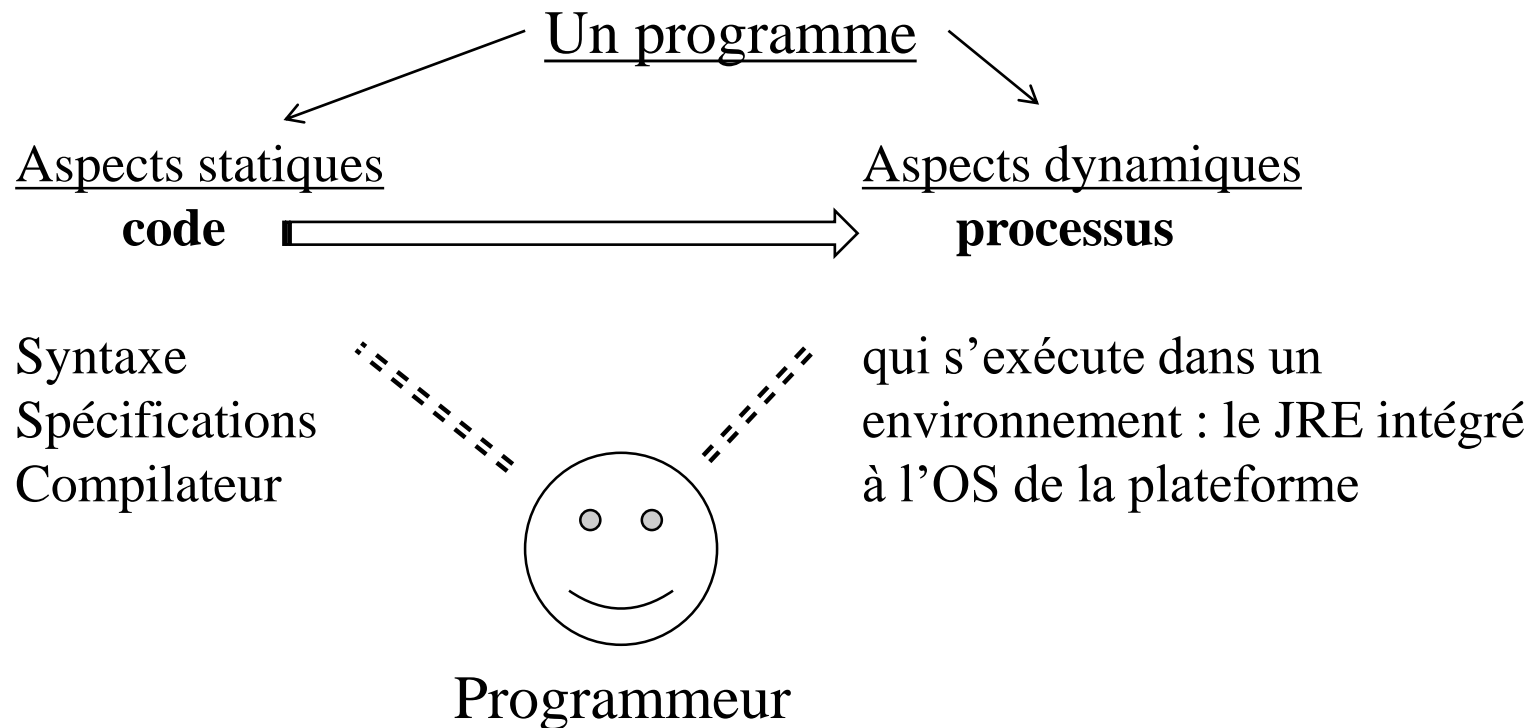 Un programme
Aspects statiques
code
Syntaxe
Spécifications
Compilateur
Aspects dynamiques
processus
qui s’exécute dans un
environnement : le JRE intégré
à l’OS de la plateforme
Programmeur